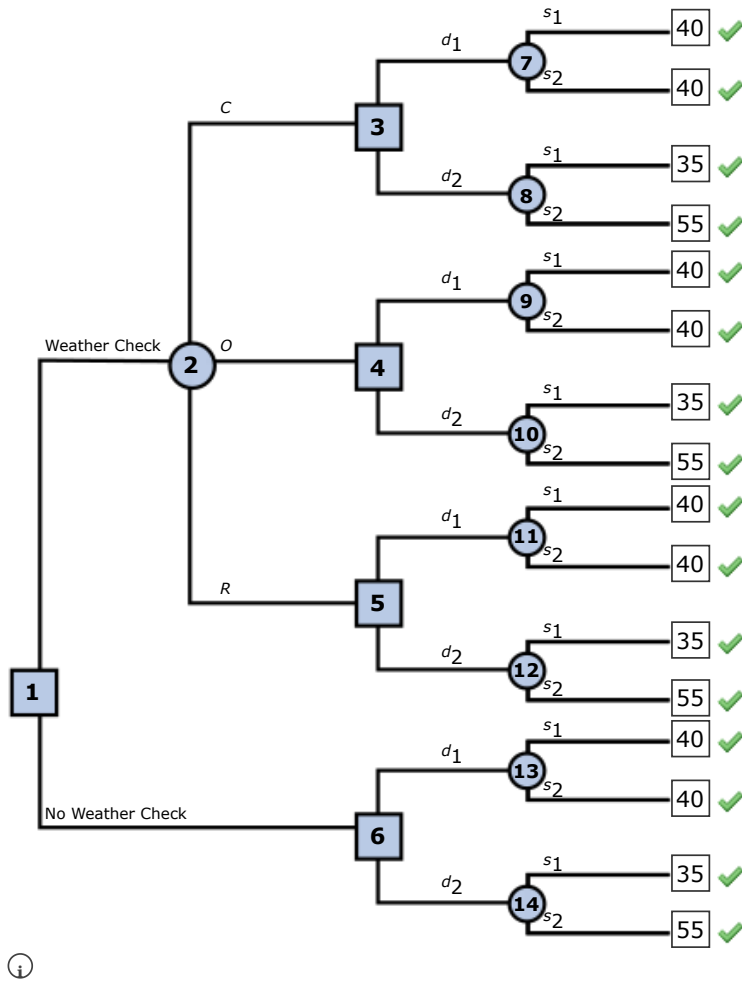 s1 40
d1 7
s2 40
C
3
s1 35
d2 8
s2 55
s1 40
d1 9
s2 40
Weather Check 2 O 4
s1 35
d2 10
s2 55
s1 40
d1 11
s2 40
R 5
s1 35
d2 12
s2 55
1
s1 40
d1 13
s2 40
No Weather Check 6
s1 35
d2 14
s2 55
i